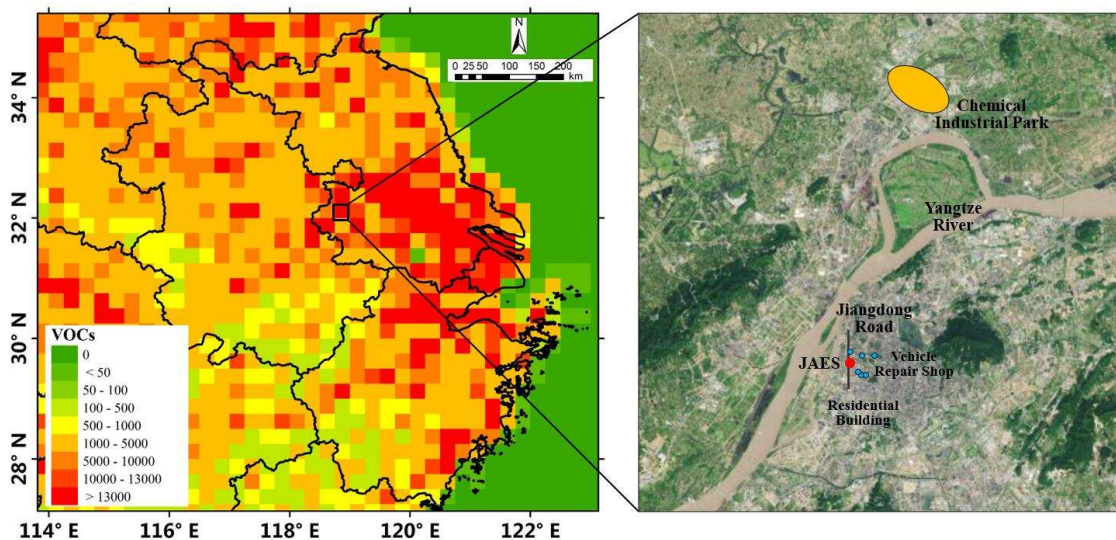 N
0 25 50 100 150 200
km
34° N
32° N
30° N
28° N
VOCs
0
< 50
50 - 100
100 - 500
500 - 1000
1000 - 5000
5000 - 10000
10000 - 13000
> 13000
114° E
116° E
118° E
120° E
122° E
Chemical
Industrial Park
Yangtze
River
Jiangdong
Road
JAES
Vehicle
Repair Shop
Residential
Building